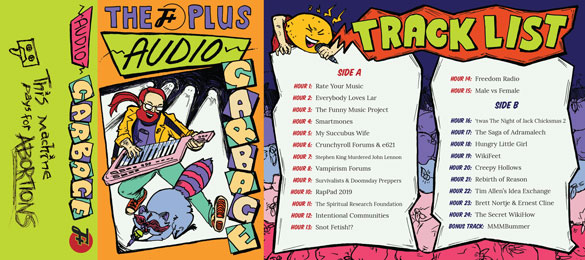 This machine
pays for ABORTIONS
AUDIO
GARBAGE
J+
THE J+ PLUS
AUDIO
GARBAGE
TRACK LIST
SIDE A
HOUR 1: Rate Your Music
HOUR 2: Everybody Loves Lar
HOUR 3: The Funny Music Project
HOUR 4: Smartmones
HOUR 5: My Succubus Wife
HOUR 6: Crunchyroll Forums & e621
HOUR 7: Stephen King Murdered John Lennon
HOUR 8: Vampirism Forums
HOUR 9: Survivalists & Doomsday Preppers
HOUR 10: RapPad 2019
HOUR 11: The Spiritual Research Foundation
HOUR 12: Intentional Communities
HOUR 13: Snot Fetish!?
HOUR 14: Freedom Radio
HOUR 15: Male vs Female
SIDE B
HOUR 16: 'Twas The Night of Jack Chickmas 2
HOUR 17: The Saga of Adramalech
HOUR 18: Hungry Little Girl
HOUR 19: WikiFeet
HOUR 20: Creepy Hollows
HOUR 21: Rebirth of Reason
HOUR 22: Tim Allen's Idea Exchange
HOUR 23: Brett Nortje & Ernest Cline
HOUR 24: The Secret WikiHow
BONUS TRACK: MMMBummer